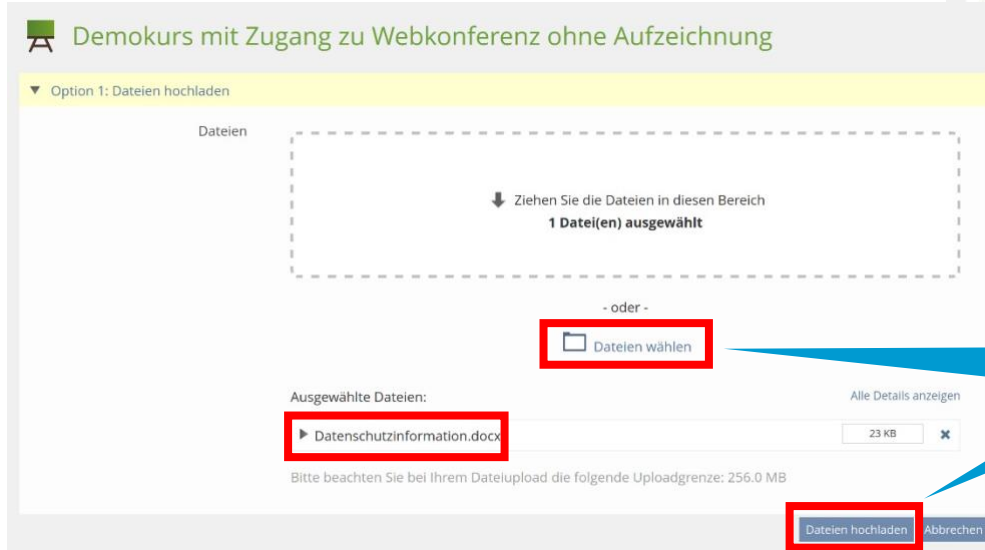 Demokurs mit Zugang zu Webkonferenz ohne Aufzeichnung
Option 1: Dateien hochladen
Dateien
Ziehen Sie die Dateien in diesen Bereich
1 Datei(en) ausgewählt
- oder -
Dateien wählen
Ausgewählte Dateien:
Alle Details anzeigen
Datenschutzinformation.docx
23 KB
Bitte beachten Sie bei Ihrem Dateiupload die folgende Uploadgrenze: 256.0 MB
Dateien hochladen
Abbrechen